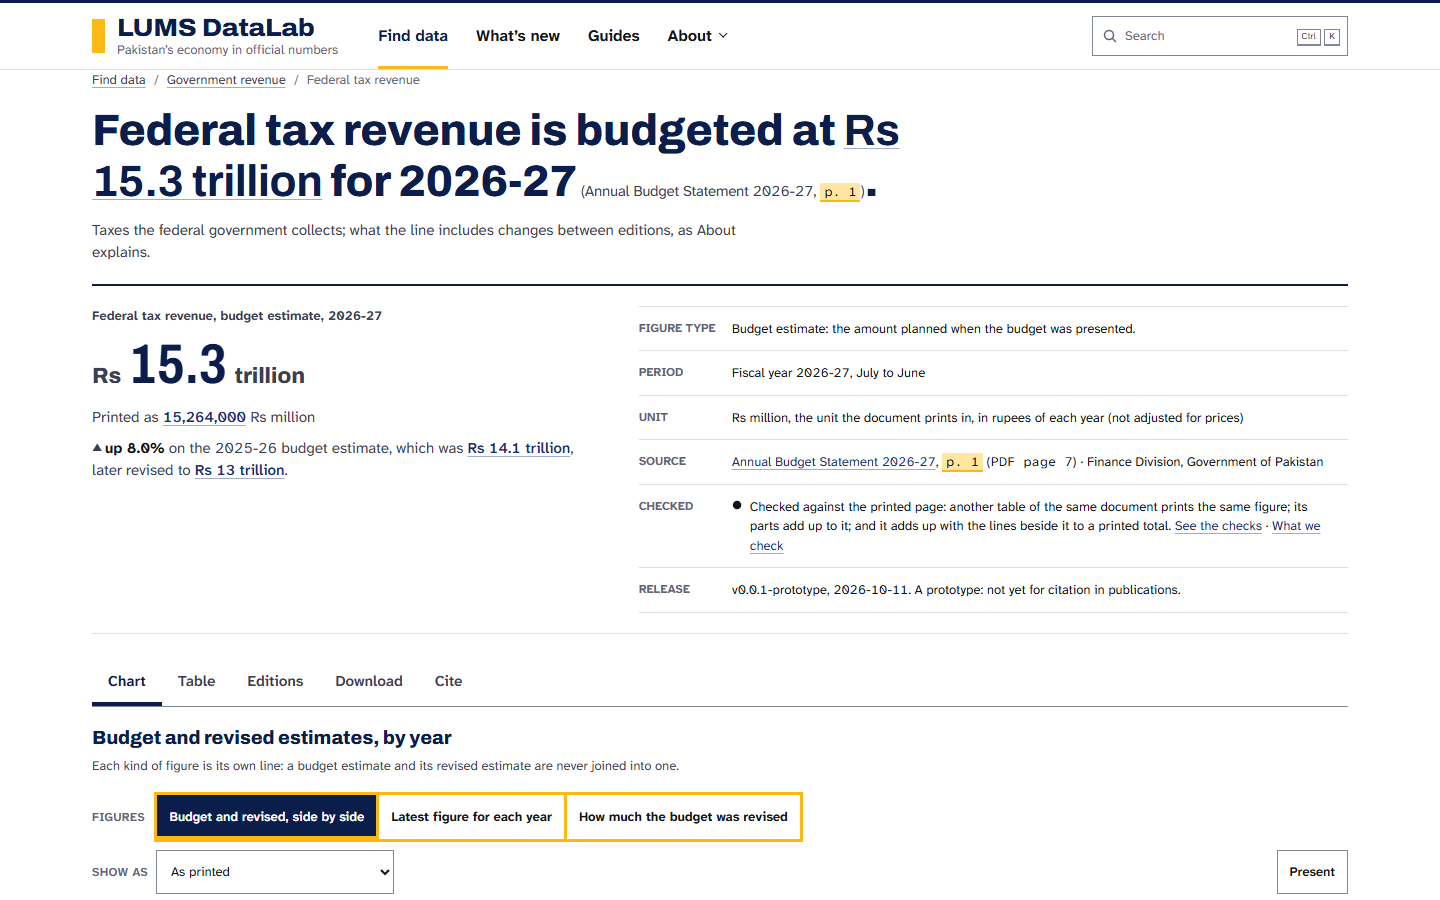 LUMS DataLab
Pakistan's economy in official numbers
Find data
What's new
Guides
About
Search
Ctrl K
Find data / Government revenue / Federal tax revenue
Federal tax revenue is budgeted at Rs
15.3 trillion for 2026-27 (Annual Budget Statement 2026-27, p. 1)
Taxes the federal government collects; what the line includes changes between editions, as About
explains.
Federal tax revenue, budget estimate, 2026-27
Rs 15.3 trillion
Printed as 15,264,000 Rs million
▲ up 8.0% on the 2025-26 budget estimate, which was Rs 14.1 trillion,
later revised to Rs 13 trillion.
FIGURE TYPE Budget estimate: the amount planned when the budget was presented.
PERIOD Fiscal year 2026-27, July to June
UNIT Rs million, the unit the document prints in, in rupees of each year (not adjusted for prices)
SOURCE Annual Budget Statement 2026-27, p. 1 (PDF page 7) · Finance Division, Government of Pakistan
CHECKED ● Checked against the printed page: another table of the same document prints the same figure; its
parts add up to it; and it adds up with the lines beside it to a printed total. See the checks · What we
check
RELEASE v0.0.1-prototype, 2026-10-11. A prototype: not yet for citation in publications.
Chart
Table
Editions
Download
Cite
Budget and revised estimates, by year
Each kind of figure is its own line: a budget estimate and its revised estimate are never joined into one.
FIGURES Budget and revised, side by side Latest figure for each year How much the budget was revised
SHOW AS As printed Present